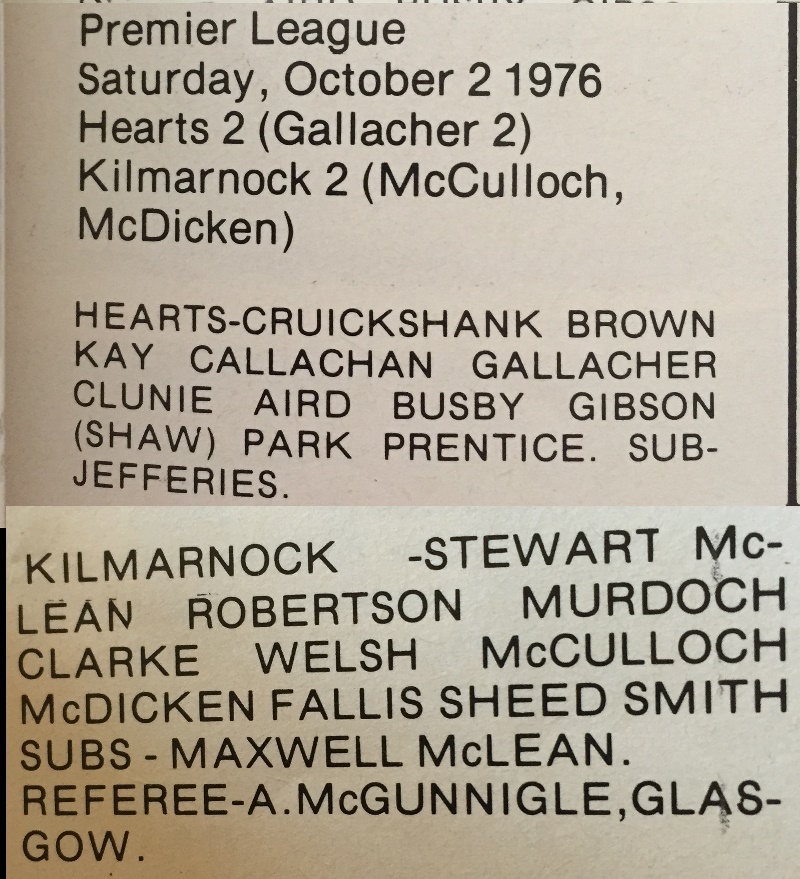 Premier League
Saturday, October 2 1976
Hearts 2 (Gallacher 2)
Kilmarnock 2 (McCulloch,
McDicken)
HEARTS-CRUICKSHANK BROWN
KAY CALLACHAN GALLACHER
CLUNIE AIRD BUSBY GIBSON
(SHAW) PARK PRENTICE. SUB-
JEFFERIES.
KILMARNOCK -STEWART Mc-
LEAN ROBERTSON MURDOCH
CLARKE WELSH McCULLOCH
McDICKEN FALLIS SHEED SMITH
SUBS - MAXWELL McLEAN.
REFEREE-A.McGUNNIGLE,GLAS-
GOW.